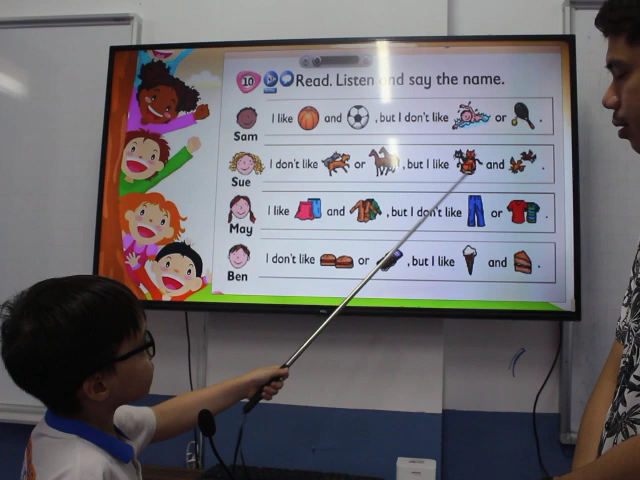 10 Read. Listen and say the name.
I like and , but I don't like or .
Sam
I don't like or , but I like and .
Sue
I like and , but I don't like or .
May
I don't like or , but I like and .
Ben